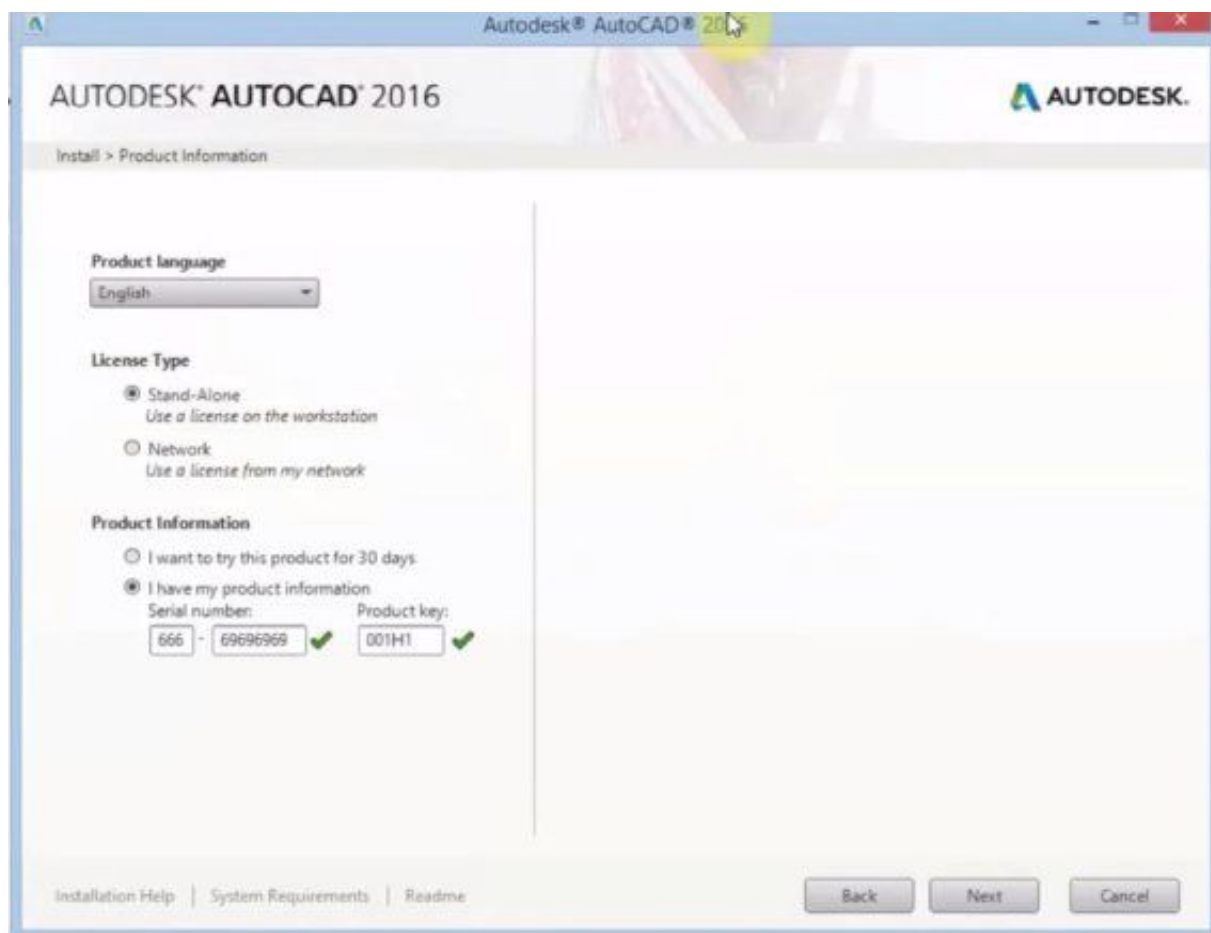 Autodesk® AutoCAD®
AUTODESK® AUTOCAD® 2016
AUTODESK.
Install > Product Information
Product language
English
License Type
Stand-Alone
Use a license on the workstation
Network
Use a license from my network
Product Information
I want to try this product for 30 days
I have my product information
Serial number: Product key:
666 - 69696969 001H1
Installation Help | System Requirements | Readme
Back Next Cancel